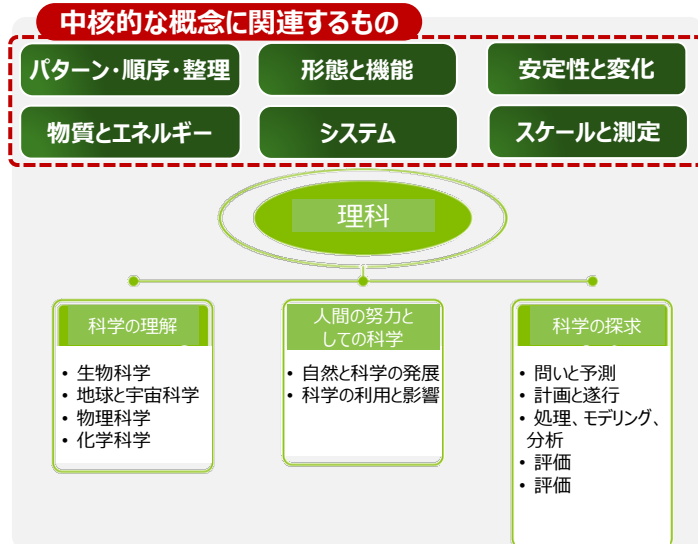 中核的な概念に関連するもの
パターン・順序・整理
形態と機能
安定性と変化
物質とエネルギー
システム
スケールと測定
理科
科学の理解
• 生物科学
• 地球と宇宙科学
• 物理科学
• 化学科学
人間の努力と
しての科学
• 自然と科学の発展
• 科学の利用と影響
科学の探求
• 問いと予測
• 計画と遂行
• 処理、モデリング、
分析
• 評価
• 評価